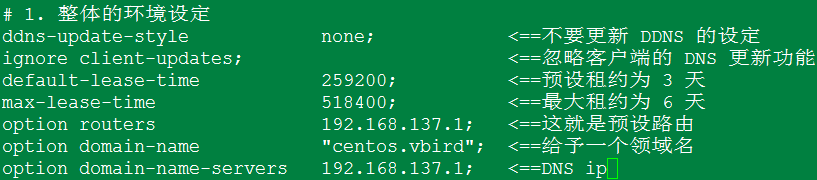 # 1. 整体的环境设定
ddns-update-style none; <==不要更新 DDNS 的设定
ignore client-updates; <==忽略客户端的 DNS 更新功能
default-lease-time 259200; <==预设租约为 3 天
max-lease-time 518400; <==最大租约为 6 天
option routers 192.168.137.1; <==这就是预设路由
option domain-name "centos.vbird"; <==给予一个领域名
option domain-name-servers 192.168.137.1; <==DNS ip